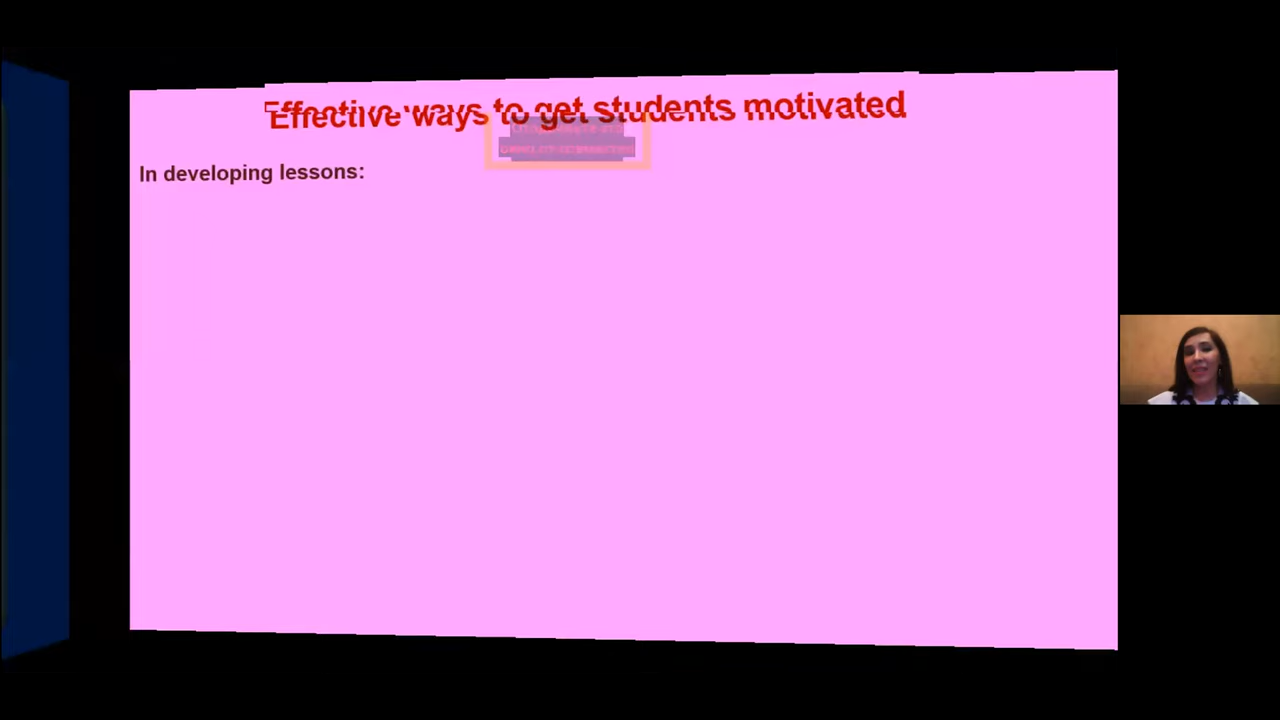 Effective ways to get students motivated
In developing lessons: